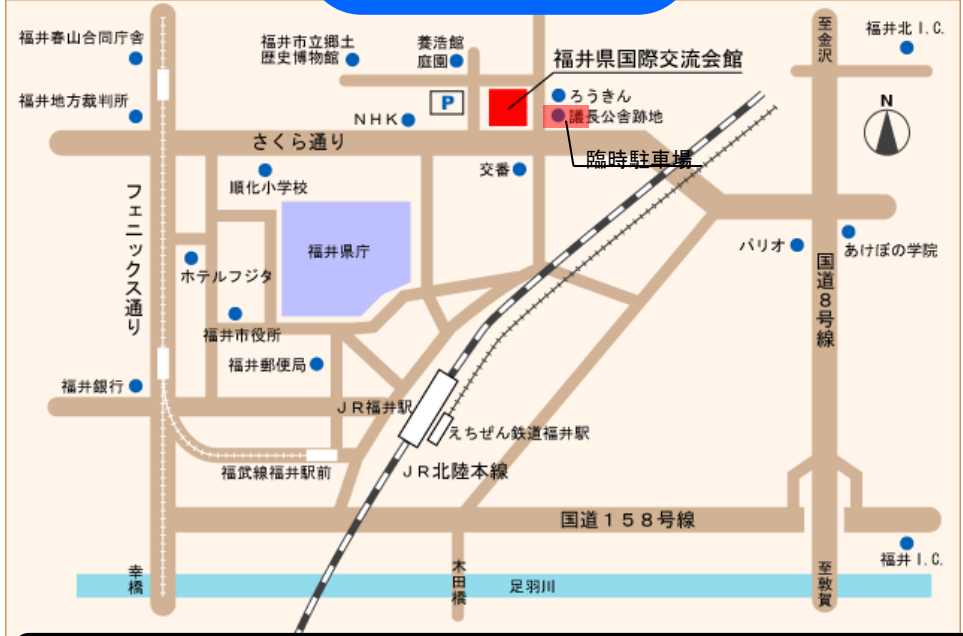 福井春山合同庁舎
福井市立郷土
歴史博物館
養浩館
庭園
福井県国際交流会館
至金沢
福井北I.C.
福井地方裁判所
P
ろうきん
NHK
議長公舎跡地
N
さくら通り
臨時駐車場
交番
順化小学校
フェニックス通り
福井県庁
パリオ
あけぼの学院
ホテルフジタ
国道8号線
福井市役所
福井郵便局
福井銀行
JR福井駅
えちぜん鉄道福井駅
福武線福井駅前
JR北陸本線
国道158号線
福井I.C.
幸橋
木田橋
足羽川
至敦賀